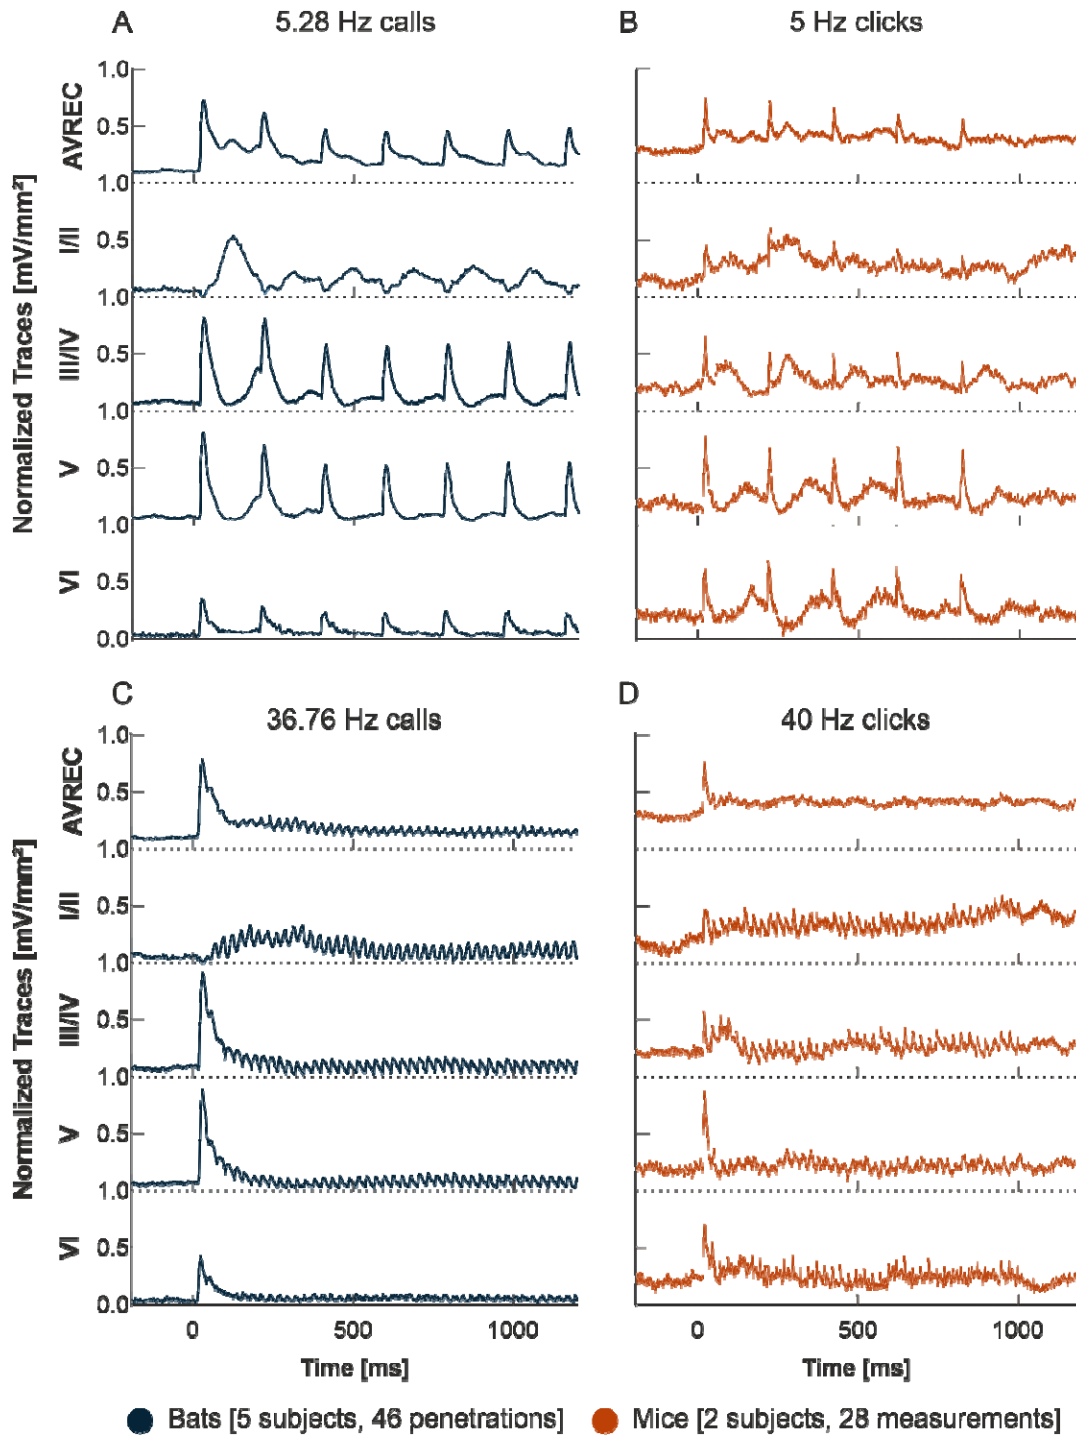 A 5.28 Hz calls
B 5 Hz clicks
Normalized Traces [mV/mm²]
AVREC
1.0
0.5
I/II
1.0
0.5
III/IV
1.0
0.5
V
1.0
0.5
VI
1.0
0.5
0.0
C 36.76 Hz calls
D 40 Hz clicks
Normalized Traces [mV/mm²]
AVREC
1.0
0.5
I/II
1.0
0.5
III/IV
1.0
0.5
V
1.0
0.5
VI
1.0
0.5
0.0
0 500 1000
0 500 1000
Time [ms]
Time [ms]
Bats [5 subjects, 46 penetrations]
Mice [2 subjects, 28 measurements]